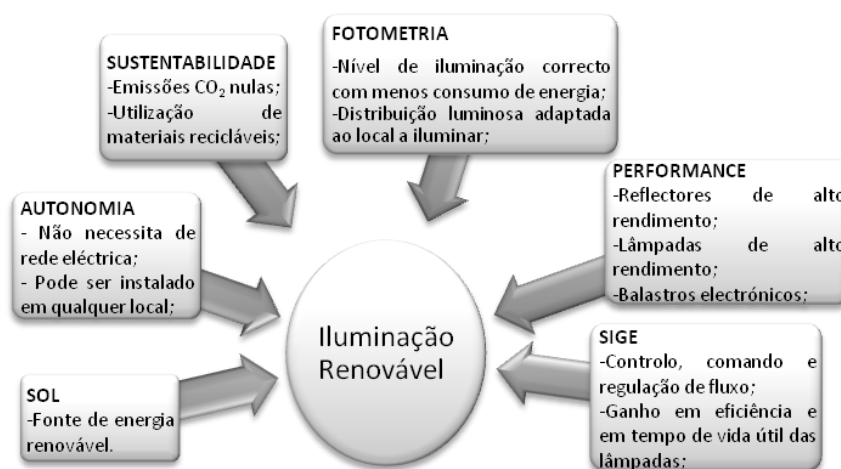 SUSTENTABILIDADE
-Emissões CO₂ nulas;
-Utilização de
materiais recicláveis;
FOTOMETRIA
-Nível de iluminação correcto
com menos consumo de energia;
-Distribuição luminosa adaptada
ao local a iluminar;
PERFORMANCE
-Reflectores de alto
rendimento;
-Lâmpadas de alto
rendimento;
-Balastros electrónicos;
AUTONOMIA
- Não necessita de
rede eléctrica;
- Pode ser instalado
em qualquer local;
Iluminação
Renovável
SIGE
-Controlo, comando e
regulação de fluxo;
-Ganho em eficiência e
em tempo de vida útil das
lâmpadas;
SOL
-Fonte de energia
renovável.